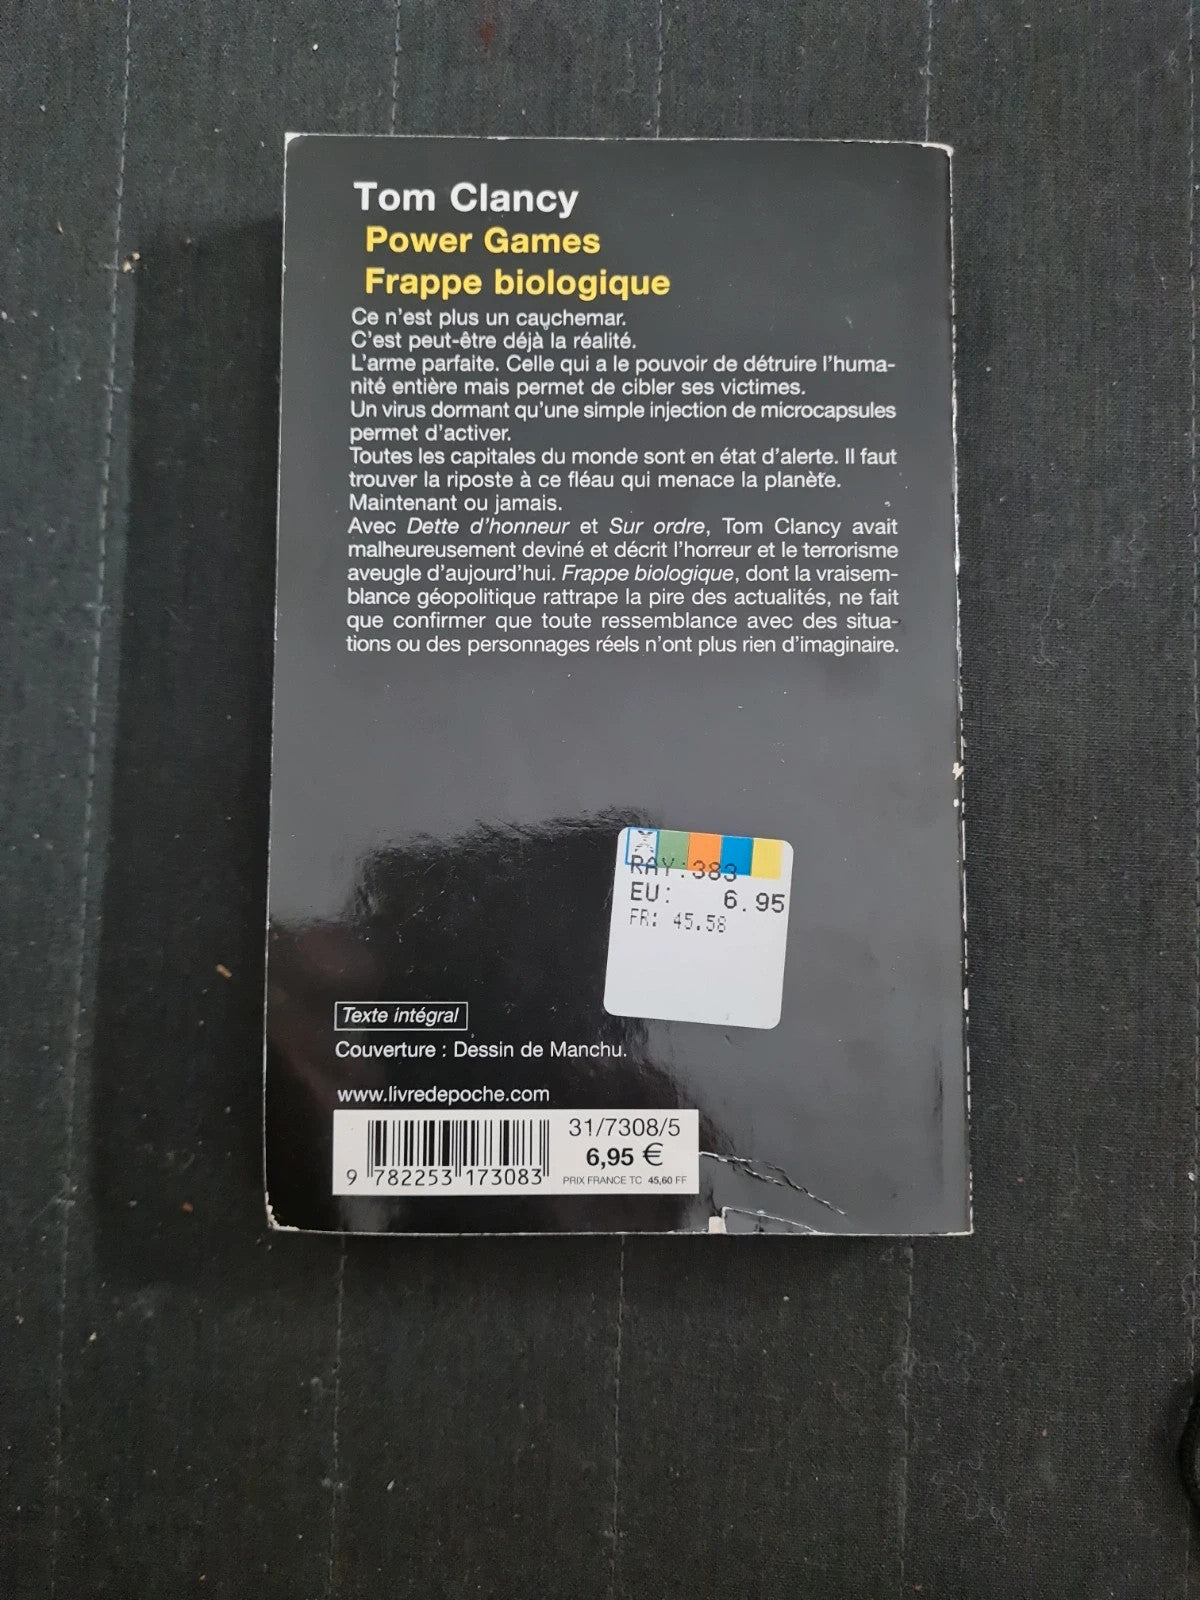 Tom Clancy
Power Games
Frappe biologique
Ce n'est plus un cauchemar.
C'est peut-être déjà la réalité.
L'arme parfaite. Celle qui a le pouvoir de détruire l'huma-
nité entière mais permet de cibler ses victimes.
Un virus dormant qu'une simple injection de microcapsules
permet d'activer.
Toutes les capitales du monde sont en état d'alerte. Il faut
trouver la riposte à ce fléau qui menace la planète.
Maintenant ou jamais.
Avec Dette d'honneur et Sur ordre, Tom Clancy avait
malheureusement deviné et décrit l'horreur et le terrorisme
aveugle d'aujourd'hui. Frappe biologique, dont la vraisem-
blance géopolitique rattrape la pire des actualités, ne fait
que confirmer que toute ressemblance avec des situa-
tions ou des personnages réels n'ont plus rien d'imaginaire.
RAY:383
EU: 6.95
FR: 45.58
Texte intégral
Couverture : Dessin de Manchu.
www.livredepoche.com
31/7308/5
6,95 €
PRIX FRANCE TC 45,60 FF
9 782253 173083